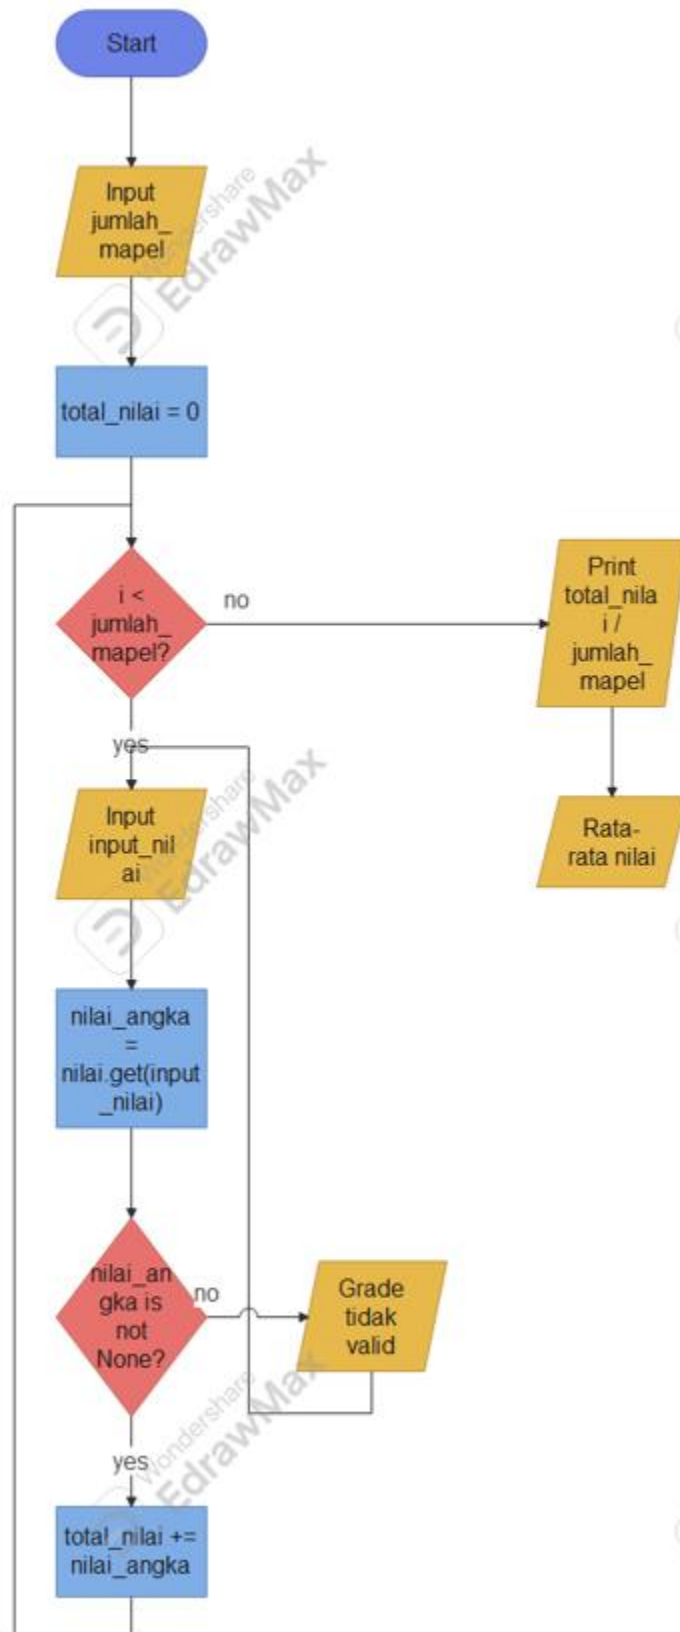 Start
Input
jumlah_
mapel
Wondershare
EdrawMax
total_nilai = 0
i <
jumlah_
mapel?
no
Print
total_nila
i /
jumlah_
mapel
yes
Rata-
rata nilai
Input
input_nil
ai
Wondershare
EdrawMax
nilai_angka
=
nilai.get(input
_nilai)
nilai_an
gka is
not
None?
no
Grade
tidak
valid
yes
Wondershare
EdrawMax
total_nilai +=
nilai_angka